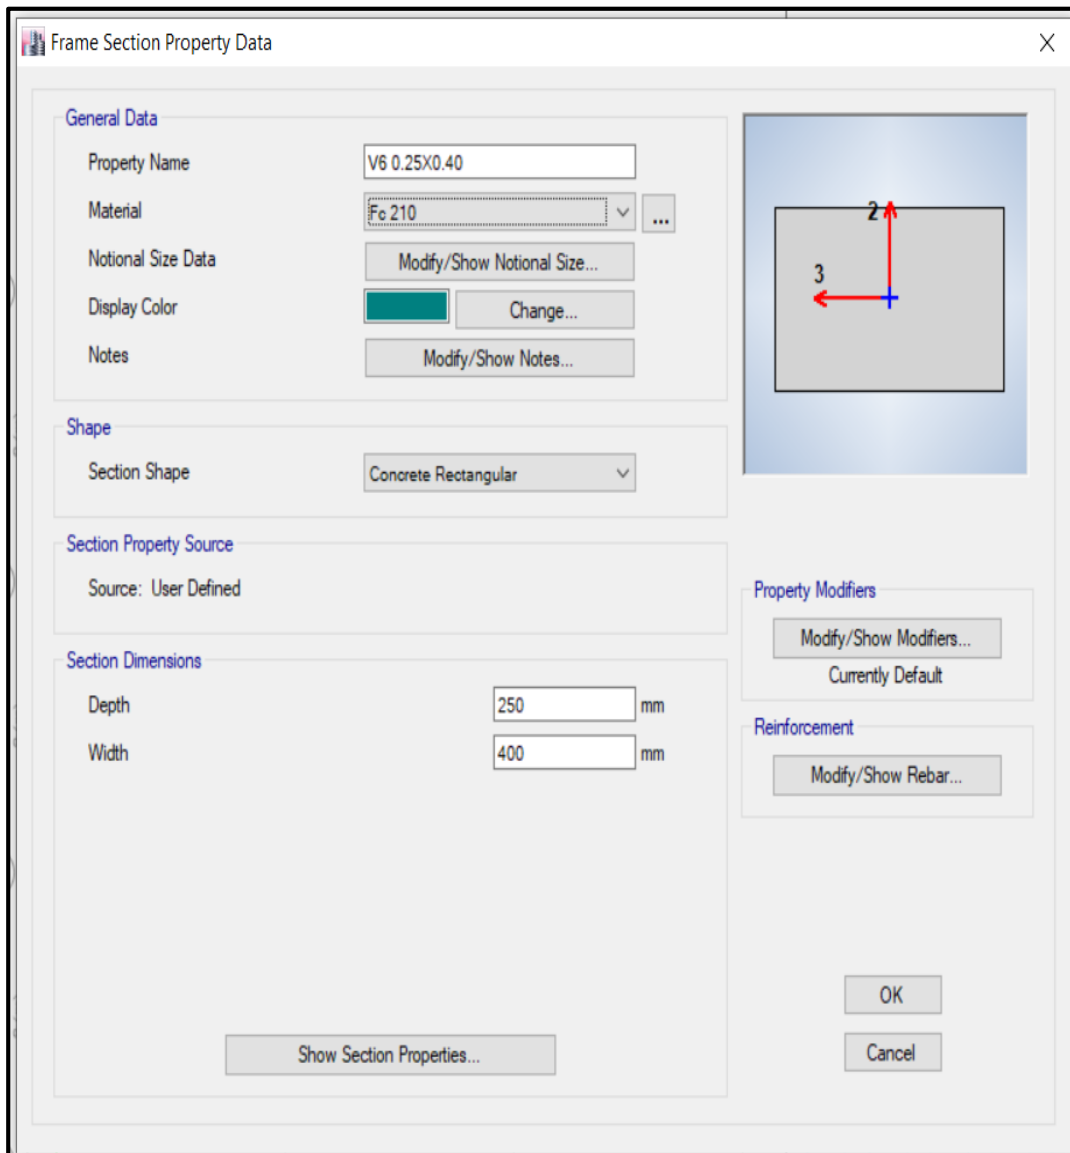 Frame Section Property Data
General Data
Property Name
V6 0.25X0.40
Material
Fc 210
...
Notional Size Data
Modify/Show Notional Size...
Display Color
Change...
Notes
Modify/Show Notes...
2
3
Shape
Section Shape
Concrete Rectangular
Section Property Source
Source: User Defined
Property Modifiers
Modify/Show Modifiers...
Currently Default
Section Dimensions
Depth
250
mm
Width
400
mm
Reinforcement
Modify/Show Rebar...
Show Section Properties...
OK
Cancel